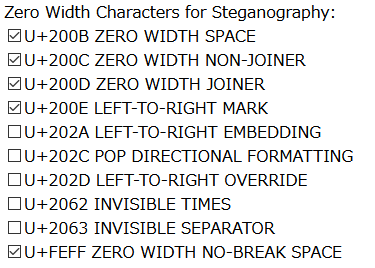 Zero Width Characters for Steganography:
U+200B ZERO WIDTH SPACE
U+200C ZERO WIDTH NON-JOINER
U+200D ZERO WIDTH JOINER
U+200E LEFT-TO-RIGHT MARK
U+202A LEFT-TO-RIGHT EMBEDDING
U+202C POP DIRECTIONAL FORMATTING
U+202D LEFT-TO-RIGHT OVERRIDE
U+2062 INVISIBLE TIMES
U+2063 INVISIBLE SEPARATOR
U+FEFF ZERO WIDTH NO-BREAK SPACE